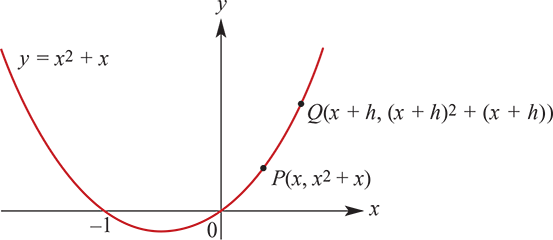 y
y = x² + x
Q(x + h, (x + h)² + (x + h))
P(x, x² + x)
x
−1
0